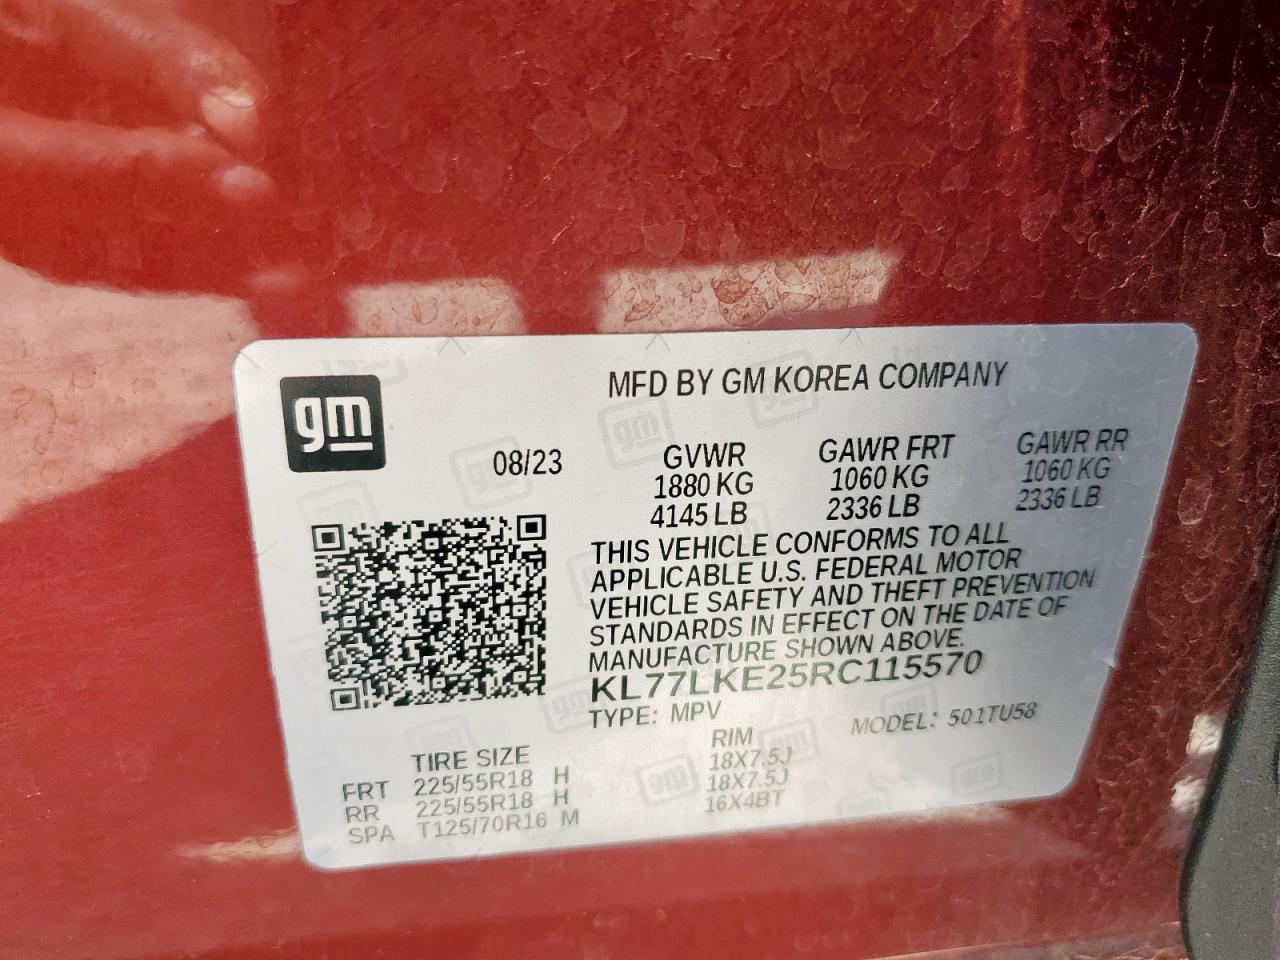 gm
MFD BY GM KOREA COMPANY
08/23
GVWR GAWR FRT GAWR RR
1880 KG 1060 KG 1060 KG
4145 LB 2336 LB 2336 LB
THIS VEHICLE CONFORMS TO ALL
APPLICABLE U.S. FEDERAL MOTOR
VEHICLE SAFETY AND THEFT PREVENTION
STANDARDS IN EFFECT ON THE DATE OF
MANUFACTURE SHOWN ABOVE.
KL77LKE25RC115570
TYPE: MPV MODEL: 501TU58
TIRE SIZE RIM
FRT 225/55R18 H 18X7.5J
RR 225/55R18 H 18X7.5J
SPA T125/70R16 M 16X4BT